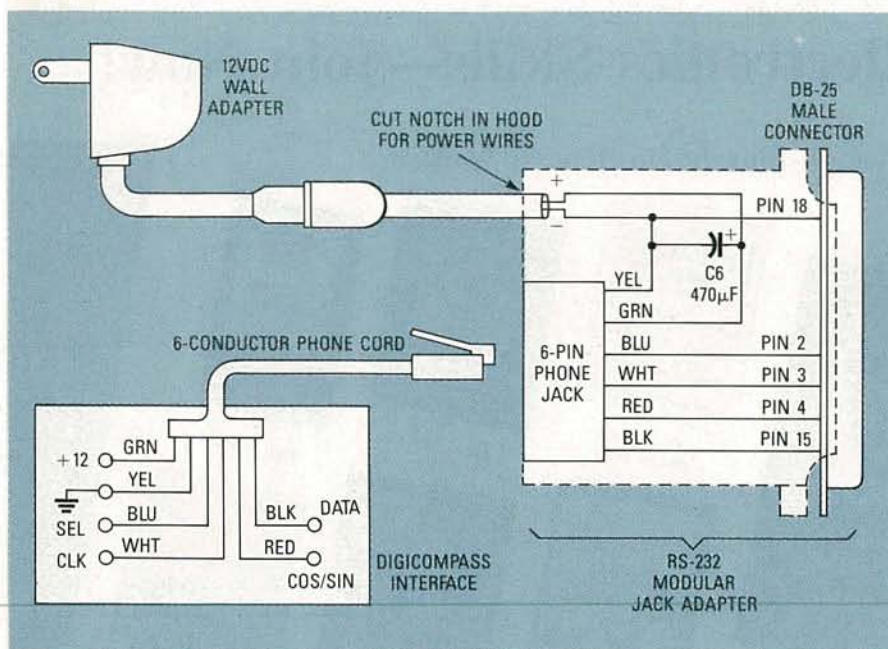 12VDC
WALL
ADAPTER
CUT NOTCH IN HOOD
FOR POWER WIRES
DB-25
MALE
CONNECTOR
+
−
PIN 18
+
C6
470µF
YEL
GRN
BLU
WHT
RED
BLK
6-PIN
PHONE
JACK
PIN 2
PIN 3
PIN 4
PIN 15
6-CONDUCTOR PHONE CORD
+12
GRN
YEL
SEL
BLU
CLK
WHT
BLK
DATA
RED
COS/SIN
DIGICOMPASS
INTERFACE
RS-232
MODULAR
JACK ADAPTER